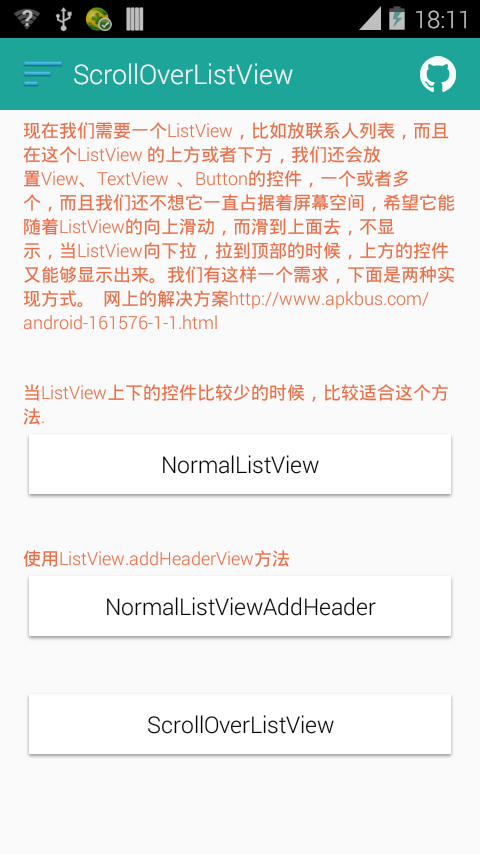 18:11
ScrollOverListView
现在我们需要一个ListView，比如放联系人列表，而且
在这个ListView 的上方或者下方，我们还会放
置View、TextView 、Button的控件，一个或者多
个，而且我们还不想它一直占据着屏幕空间，希望它能
随着ListView的向上滑动，而滑到上面去，不显
示，当ListView向下拉，拉到顶部的时候，上方的控件
又能够显示出来。我们有这样一个需求，下面是两种实
现方式。 网上的解决方案http://www.apkbus.com/
android-161576-1-1.html
当ListView上下的控件比较少的时候，比较适合这个方
法.
NormalListView
使用ListView.addHeaderView方法
NormalListViewAddHeader
ScrollOverListView